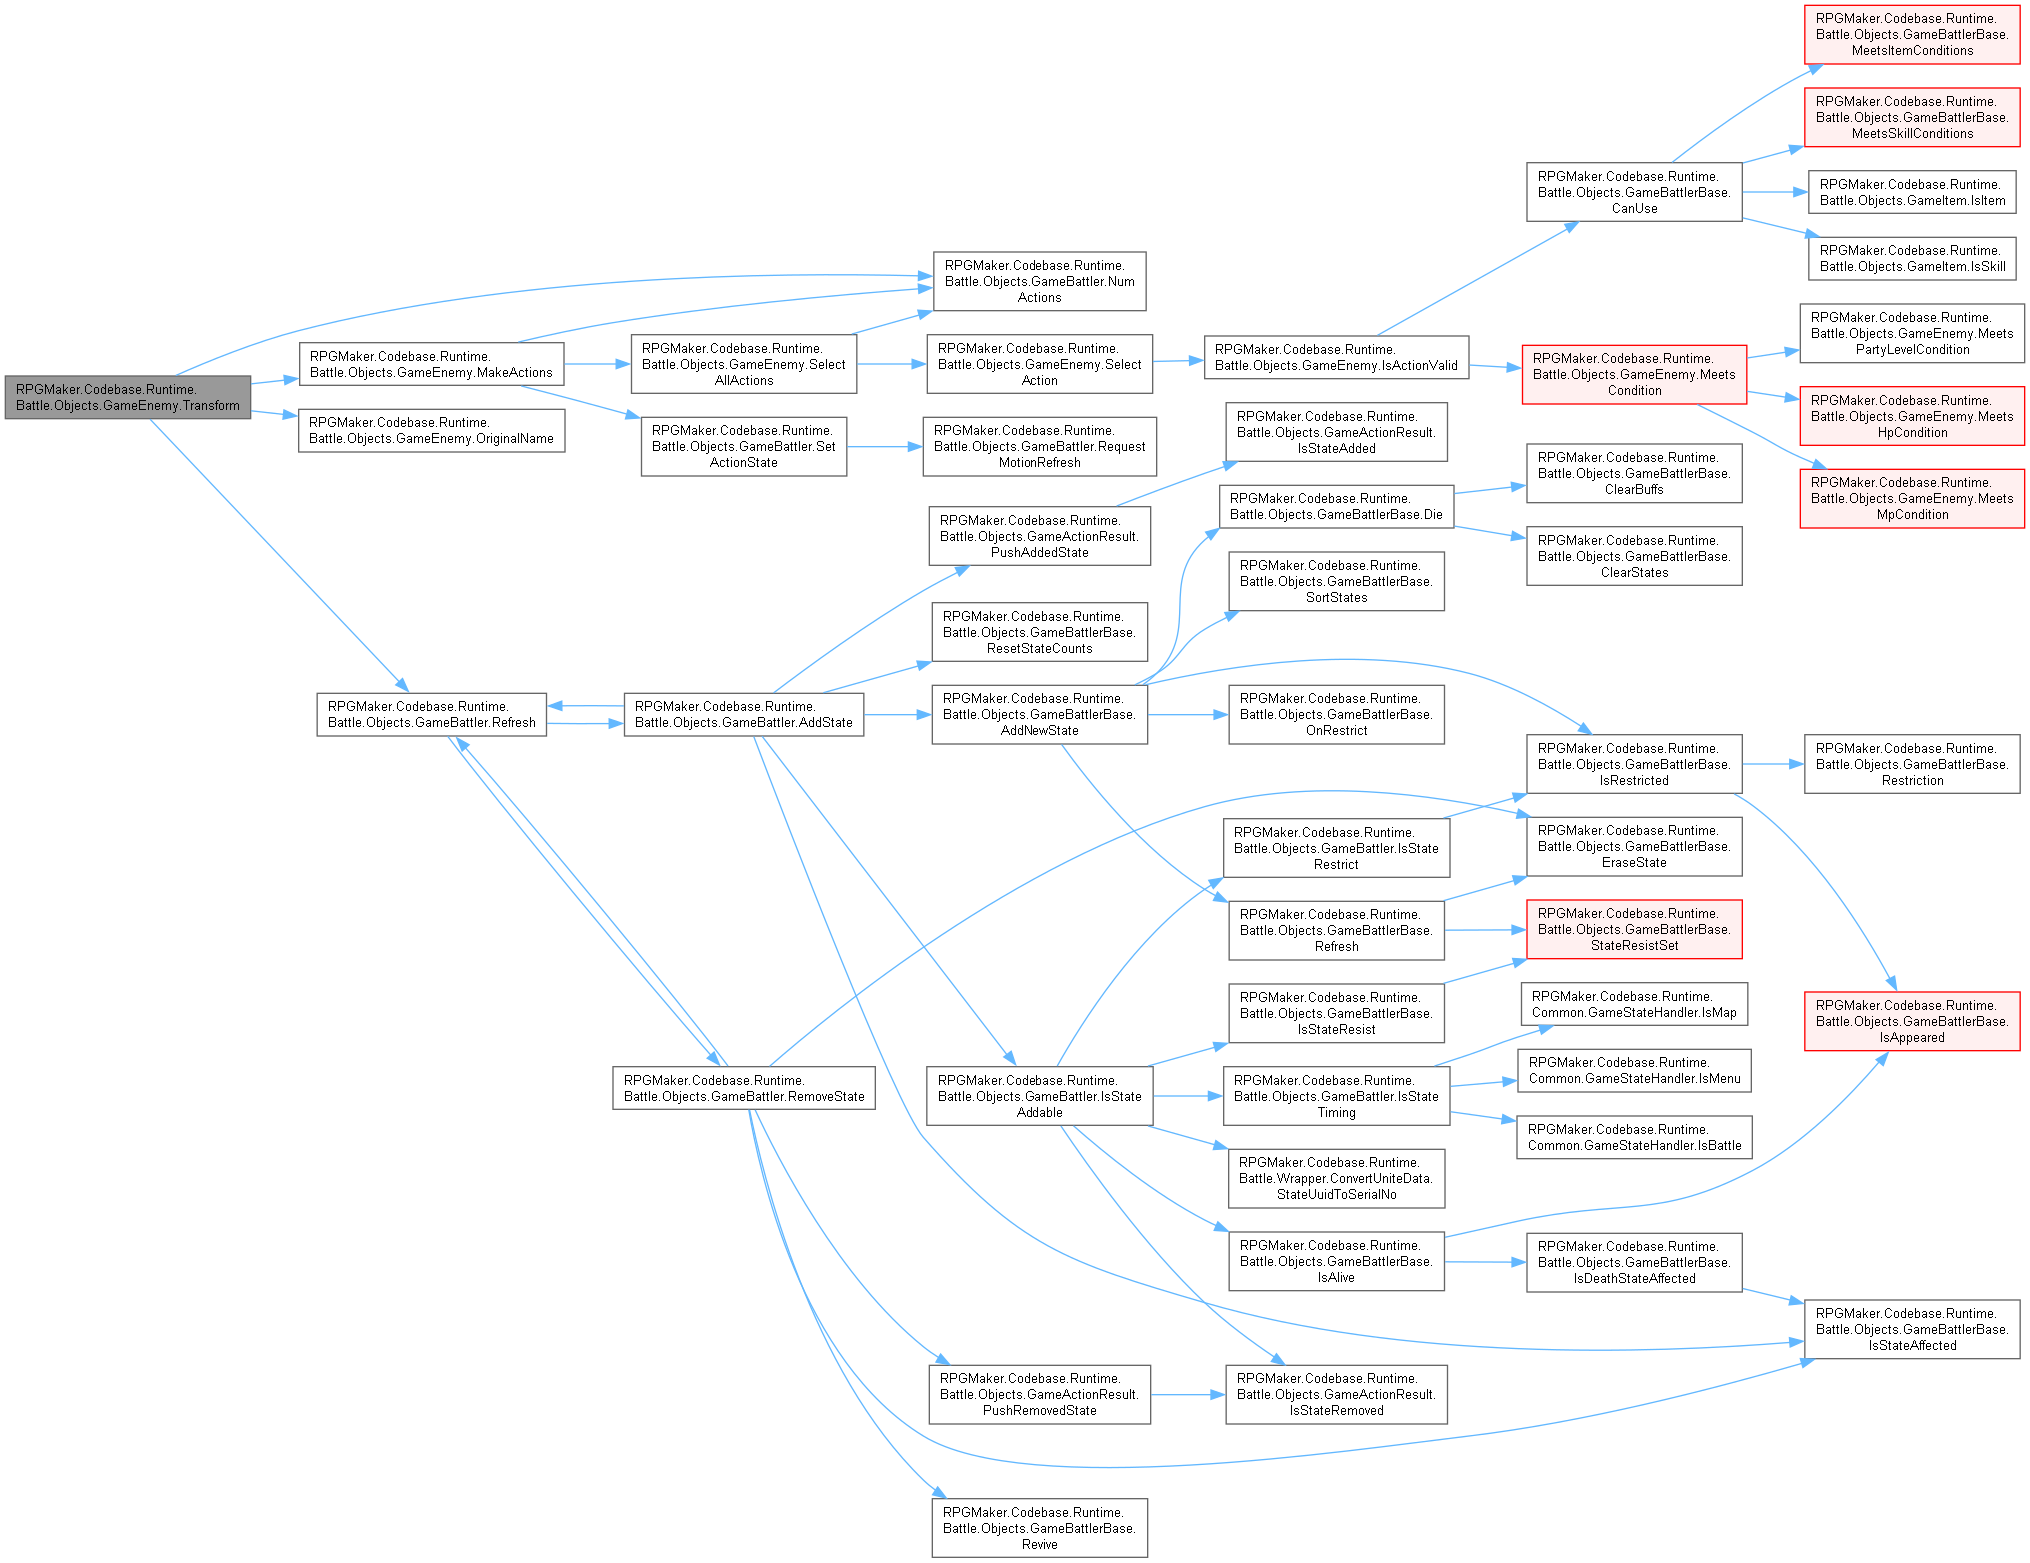 RPGMaker.Codebase.Runtime.
Battle.Objects.GameEnemy.Transform
RPGMaker.Codebase.Runtime.
Battle.Objects.GameEnemy.MakeActions
RPGMaker.Codebase.Runtime.
Battle.Objects.GameEnemy.OriginalName
RPGMaker.Codebase.Runtime.
Battle.Objects.GameBattler.Refresh
RPGMaker.Codebase.Runtime.
Battle.Objects.GameEnemy.Select
AllActions
RPGMaker.Codebase.Runtime.
Battle.Objects.GameBattler.Set
ActionState
RPGMaker.Codebase.Runtime.
Battle.Objects.GameBattler.AddState
RPGMaker.Codebase.Runtime.
Battle.Objects.GameBattler.RemoveState
RPGMaker.Codebase.Runtime.
Battle.Objects.GameBattler.Num
Actions
RPGMaker.Codebase.Runtime.
Battle.Objects.GameEnemy.Select
Action
RPGMaker.Codebase.Runtime.
Battle.Objects.GameBattler.Request
MotionRefresh
RPGMaker.Codebase.Runtime.
Battle.Objects.GameActionResult.
PushAddedState
RPGMaker.Codebase.Runtime.
Battle.Objects.GameBattlerBase.
ResetStateCounts
RPGMaker.Codebase.Runtime.
Battle.Objects.GameBattlerBase.
AddNewState
RPGMaker.Codebase.Runtime.
Battle.Objects.GameBattler.IsState
Addable
RPGMaker.Codebase.Runtime.
Battle.Objects.GameActionResult.
PushRemovedState
RPGMaker.Codebase.Runtime.
Battle.Objects.GameBattlerBase.
Revive
RPGMaker.Codebase.Runtime.
Battle.Objects.GameEnemy.IsActionValid
RPGMaker.Codebase.Runtime.
Battle.Objects.GameActionResult.
IsStateAdded
RPGMaker.Codebase.Runtime.
Battle.Objects.GameBattlerBase.Die
RPGMaker.Codebase.Runtime.
Battle.Objects.GameBattlerBase.
SortStates
RPGMaker.Codebase.Runtime.
Battle.Objects.GameBattlerBase.
OnRestrict
RPGMaker.Codebase.Runtime.
Battle.Objects.GameBattler.IsState
Restrict
RPGMaker.Codebase.Runtime.
Battle.Objects.GameBattlerBase.
Refresh
RPGMaker.Codebase.Runtime.
Battle.Objects.GameBattlerBase.
IsStateResist
RPGMaker.Codebase.Runtime.
Battle.Objects.GameBattler.IsState
Timing
RPGMaker.Codebase.Runtime.
Battle.Wrapper.ConvertUniteData.
StateUuidToSerialNo
RPGMaker.Codebase.Runtime.
Battle.Objects.GameBattlerBase.
IsAlive
RPGMaker.Codebase.Runtime.
Battle.Objects.GameActionResult.
IsStateRemoved
RPGMaker.Codebase.Runtime.
Battle.Objects.GameBattlerBase.
CanUse
RPGMaker.Codebase.Runtime.
Battle.Objects.GameEnemy.Meets
Condition
RPGMaker.Codebase.Runtime.
Battle.Objects.GameBattlerBase.
ClearBuffs
RPGMaker.Codebase.Runtime.
Battle.Objects.GameBattlerBase.
ClearStates
RPGMaker.Codebase.Runtime.
Battle.Objects.GameBattlerBase.
IsRestricted
RPGMaker.Codebase.Runtime.
Battle.Objects.GameBattlerBase.
EraseState
RPGMaker.Codebase.Runtime.
Battle.Objects.GameBattlerBase.
StateResistSet
RPGMaker.Codebase.Runtime.
Common.GameStateHandler.IsMap
RPGMaker.Codebase.Runtime.
Common.GameStateHandler.IsMenu
RPGMaker.Codebase.Runtime.
Common.GameStateHandler.IsBattle
RPGMaker.Codebase.Runtime.
Battle.Objects.GameBattlerBase.
IsDeathStateAffected
RPGMaker.Codebase.Runtime.
Battle.Objects.GameBattlerBase.
MeetsItemConditions
RPGMaker.Codebase.Runtime.
Battle.Objects.GameBattlerBase.
MeetsSkillConditions
RPGMaker.Codebase.Runtime.
Battle.Objects.GameItem.IsItem
RPGMaker.Codebase.Runtime.
Battle.Objects.GameItem.IsSkill
RPGMaker.Codebase.Runtime.
Battle.Objects.GameEnemy.Meets
PartyLevelCondition
RPGMaker.Codebase.Runtime.
Battle.Objects.GameEnemy.Meets
HpCondition
RPGMaker.Codebase.Runtime.
Battle.Objects.GameEnemy.Meets
MpCondition
RPGMaker.Codebase.Runtime.
Battle.Objects.GameBattlerBase.
Restriction
RPGMaker.Codebase.Runtime.
Battle.Objects.GameBattlerBase.
IsAppeared
RPGMaker.Codebase.Runtime.
Battle.Objects.GameBattlerBase.
IsStateAffected